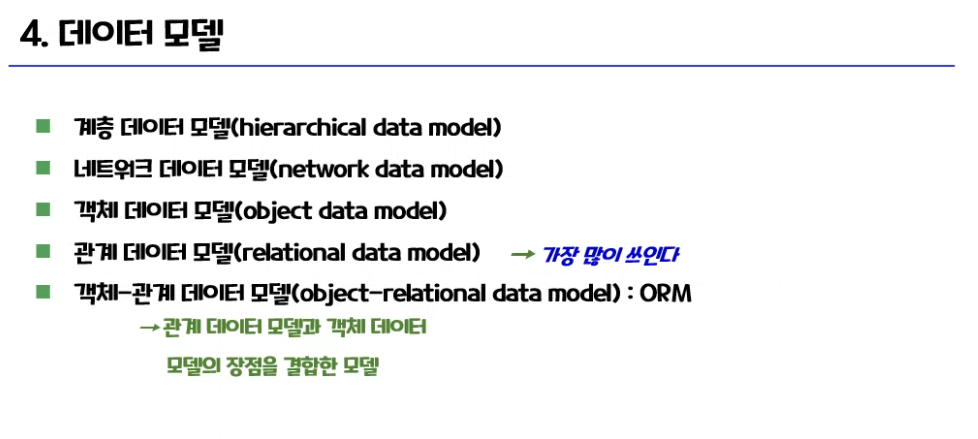 4. 데이터 모델
■ 계층 데이터 모델(hierarchical data model)
■ 네트워크 데이터 모델(network data model)
■ 객체 데이터 모델(object data model)
■ 관계 데이터 모델(relational data model) → 가장 많이 쓰인다
■ 객체-관계 데이터 모델(object-relational data model) : ORM
→ 관계 데이터 모델과 객체 데이터
모델의 장점을 결합한 모델